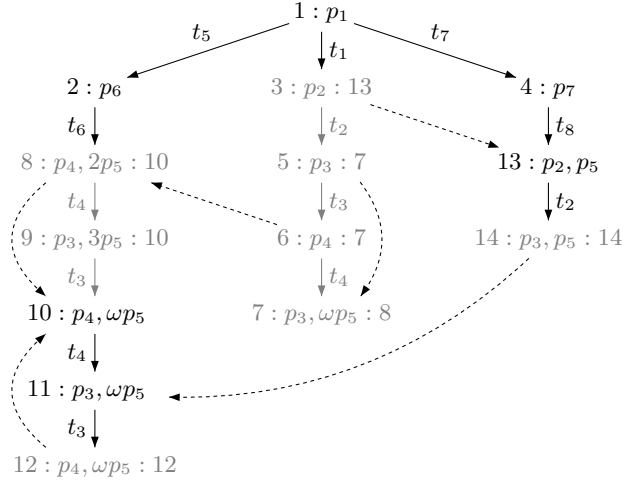 1 : p₁
t₅ t₁ t₇
2 : p₆ 3 : p₂ : 13 4 : p₇
t₆ t₂ t₈
8 : p₄, 2p₅ : 10 5 : p₃ : 7 13 : p₂, p₅
t₄ t₃ t₂
9 : p₃, 3p₅ : 10 6 : p₄ : 7 14 : p₃, p₅ : 14
t₃ t₄
10 : p₄, ωp₅ 7 : p₃, ωp₅ : 8
t₄
11 : p₃, ωp₅
t₃
12 : p₄, ωp₅ : 12